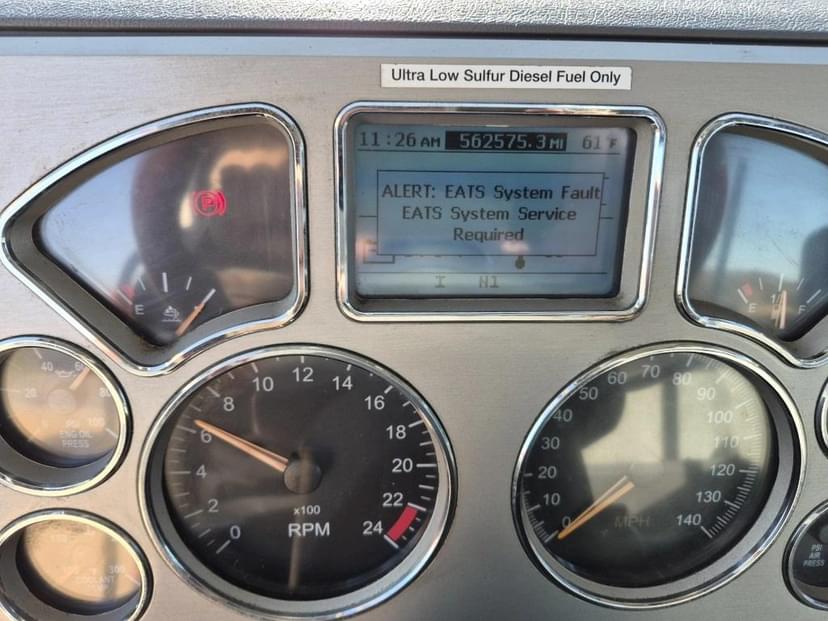 Ultra Low Sulfur Diesel Fuel Only
11:26 AM 562575.3 MI 61°F
ALERT: EATS System Fault
EATS System Service
Required
I N1
E
E F
40 60
20 80
100
PSI
ENG OIL
PRESS
0 2 4 6 8 10 12 14 16 18 20 22 24
x100
RPM
0 10 20 30 40 50 60 70 80 90 100 110 120 130 140
MPH
300
COOLANT
PSI
AIR
PRESS